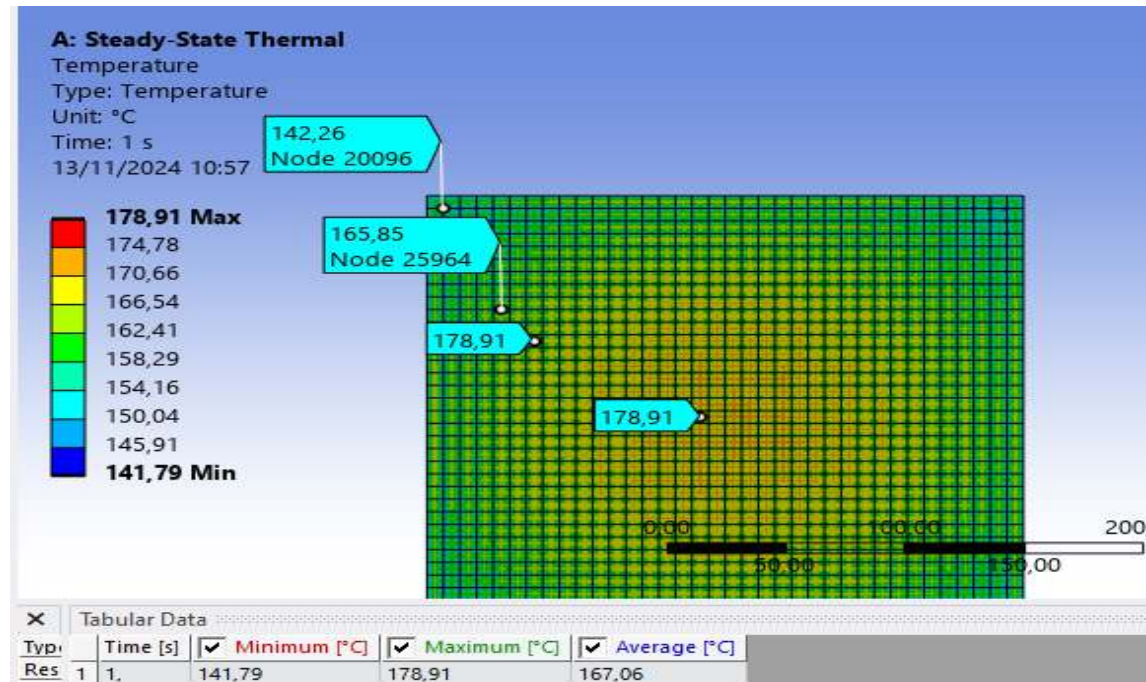 A: Steady-State Thermal
Temperature
Type: Temperature
Unit: °C
Time: 1 s
13/11/2024 10:57
142,26
Node 20096
165,85
Node 25964
178,91
178,91
178,91 Max
174,78
170,66
166,54
162,41
158,29
154,16
150,04
145,91
141,79 Min
0,00 100,00 200
50,00 150,00
Tabular Data
Time [s] Minimum [°C] Maximum [°C] Average [°C]
Res 1 1, 141,79 178,91 167,06